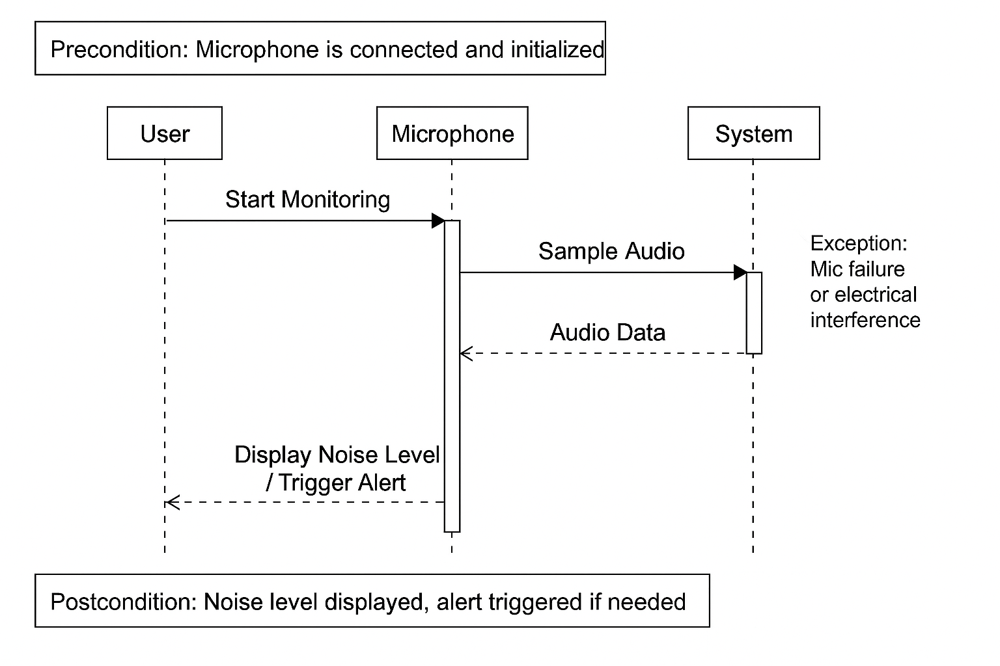 Precondition: Microphone is connected and initialized
User
Microphone
System
Start Monitoring
Sample Audio
Exception:
Mic failure
or electrical
interference
Audio Data
Display Noise Level
/ Trigger Alert
Postcondition: Noise level displayed, alert triggered if needed